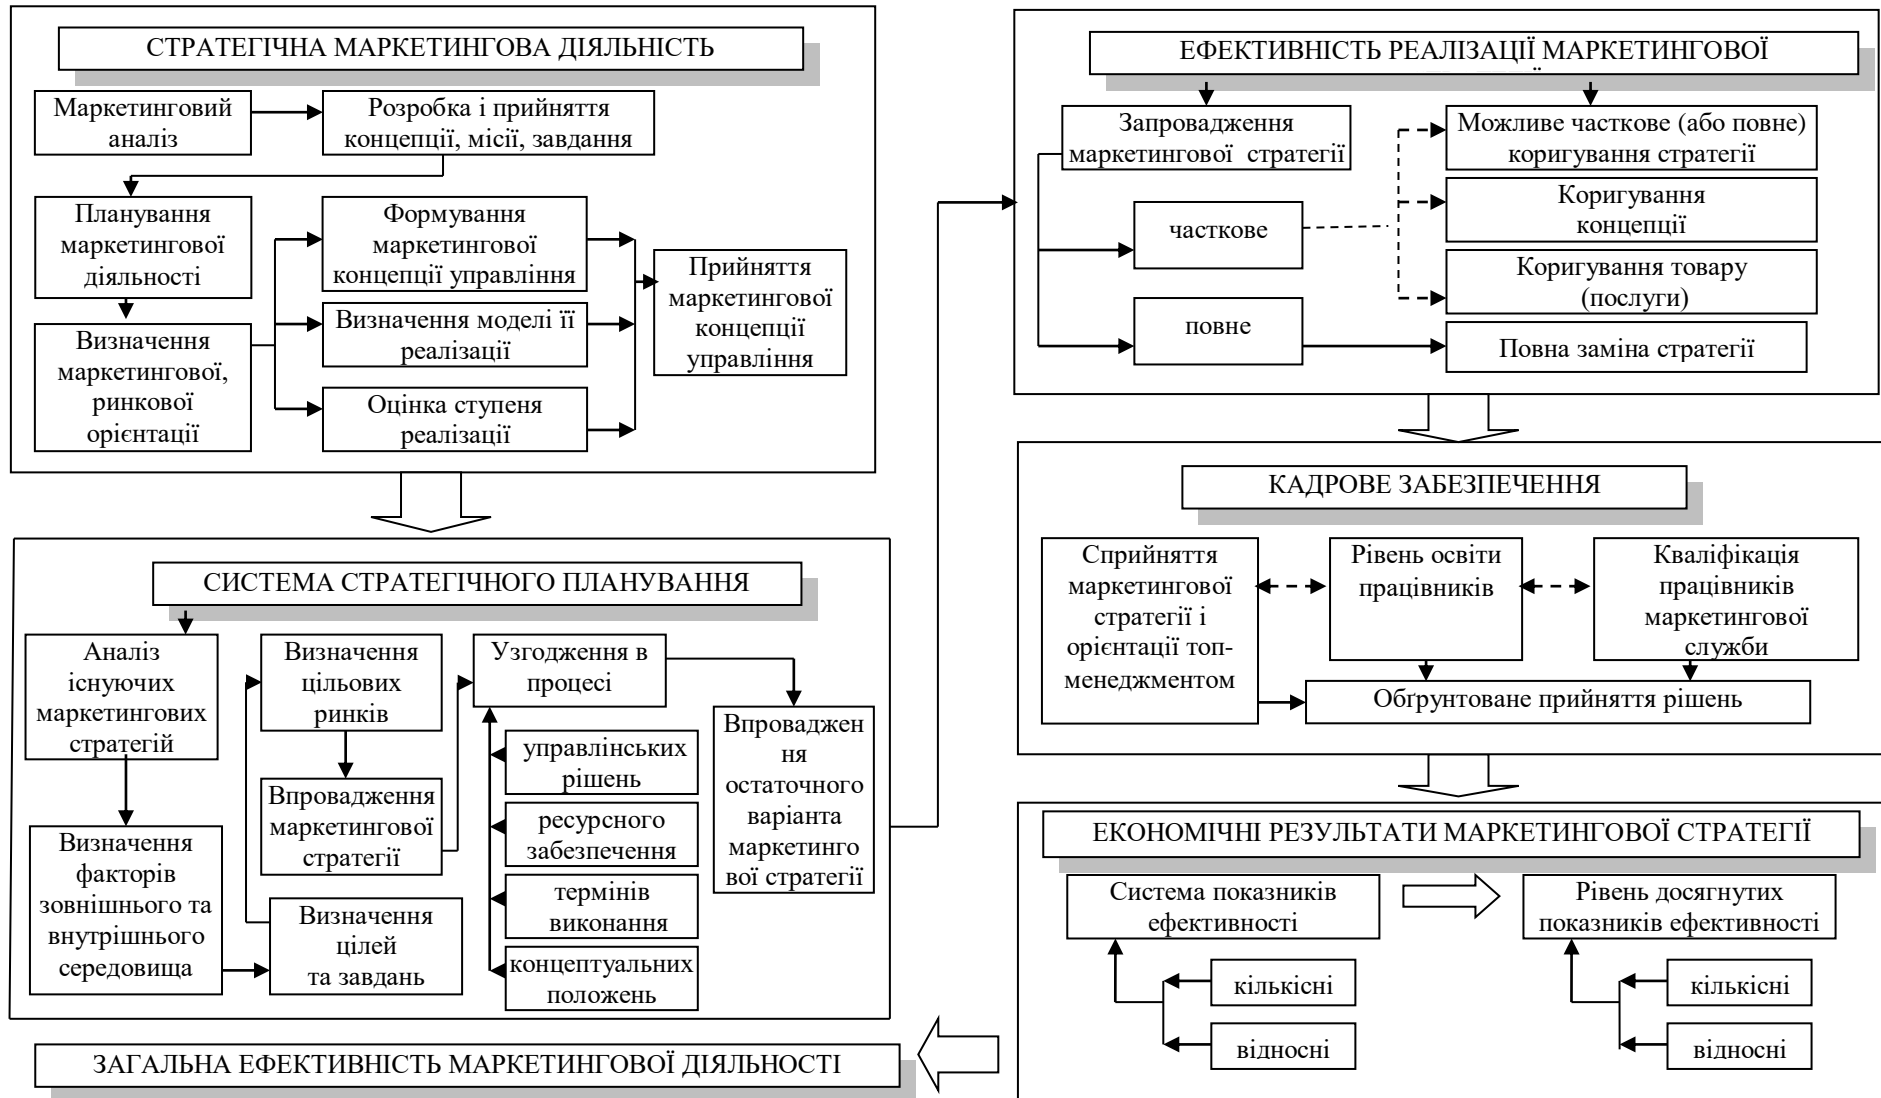 СТРАТЕГІЧНА МАРКЕТИНГОВА ДІЯЛЬНІСТЬ
Маркетинговий
аналіз
Розробка і прийняття
концепції, місії, завдання
Планування
маркетингової
діяльності
Формування
маркетингової
концепції управління
Прийняття
маркетингової
концепції
управління
Визначення
маркетингової,
ринкової
орієнтації
Визначення моделі її
реалізації
Оцінка ступеня
реалізації
СИСТЕМА СТРАТЕГІЧНОГО ПЛАНУВАННЯ
Аналіз
існуючих
маркетингових
стратегій
Визначення
цільових
ринків
Узгодження в
процесі
Впроваджен
ня
остаточного
варіанта
маркетинго
вої стратегії
управлінських
рішень
Впровадження
маркетингової
стратегії
ресурсного
забезпечення
Визначення
факторів
зовнішнього та
внутрішнього
середовища
Визначення
цілей
та завдань
термінів
виконання
концептуальних
положень
ЗАГАЛЬНА ЕФЕКТИВНІСТЬ МАРКЕТИНГОВОЇ ДІЯЛЬНОСТІ
ЕФЕКТИВНІСТЬ РЕАЛІЗАЦІЇ МАРКЕТИНГОВОЇ
Запровадження
маркетингової стратегії
Можливе часткове (або повне)
коригування стратегії
часткове
Коригування
концепції
Коригування товару
(послуги)
повне
Повна заміна стратегії
КАДРОВЕ ЗАБЕЗПЕЧЕННЯ
Сприйняття
маркетингової
стратегії і
орієнтації топ-
менеджментом
Рівень освіти
працівників
Кваліфікація
працівників
маркетингової
служби
Обґрунтоване прийняття рішень
ЕКОНОМІЧНІ РЕЗУЛЬТАТИ МАРКЕТИНГОВОЇ СТРАТЕГІЇ
Система показників
ефективності
Рівень досягнутих
показників ефективності
кількісні
відносні
кількісні
відносні